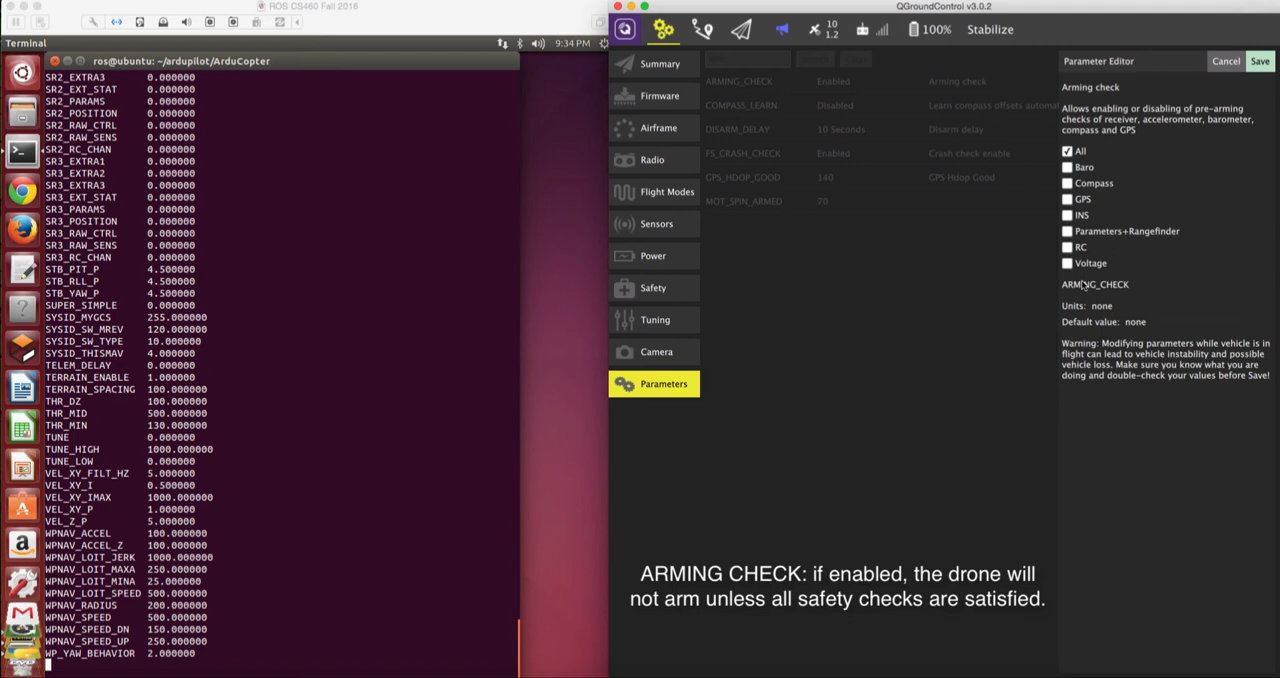 ROS CS460 Fall 2016
Terminal
9:34 PM
ros@ubuntu: ~/ardupilot/ArduCopter
SR2_EXTRA3 0.000000
SR2_EXT_STAT 0.000000
SR2_PARAMS 0.000000
SR2_POSITION 0.000000
SR2_RAW_CTRL 0.000000
SR2_RAW_SENS 0.000000
SR2_RC_CHAN 0.000000
SR3_EXTRA1 0.000000
SR3_EXTRA2 0.000000
SR3_EXTRA3 0.000000
SR3_EXT_STAT 0.000000
SR3_PARAMS 0.000000
SR3_POSITION 0.000000
SR3_RAW_CTRL 0.000000
SR3_RAW_SENS 0.000000
SR3_RC_CHAN 0.000000
STB_PIT_P 4.500000
STB_RLL_P 4.500000
STB_YAW_P 4.500000
SUPER_SIMPLE 0.000000
SYSID_MYGCS 255.000000
SYSID_SW_MREV 120.000000
SYSID_SW_TYPE 10.000000
SYSID_THISMAV 4.000000
TELEM_DELAY 0.000000
TERRAIN_ENABLE 1.000000
TERRAIN_SPACING 100.000000
THR_DZ 100.000000
THR_MID 500.000000
THR_MIN 130.000000
TUNE 0.000000
TUNE_HIGH 1000.000000
TUNE_LOW 0.000000
VEL_XY_FILT_HZ 5.000000
VEL_XY_I 0.500000
VEL_XY_IMAX 1000.000000
VEL_XY_P 1.000000
VEL_Z_P 5.000000
WPNAV_ACCEL 100.000000
WPNAV_ACCEL_Z 100.000000
WPNAV_LOIT_JERK 1000.000000
WPNAV_LOIT_MAXA 250.000000
WPNAV_LOIT_MINA 25.000000
WPNAV_LOIT_SPEED 500.000000
WPNAV_RADIUS 200.000000
WPNAV_SPEED 500.000000
WPNAV_SPEED_DN 150.000000
WPNAV_SPEED_UP 250.000000
WP_YAW_BEHAVIOR 2.000000
QGroundControl v3.0.2
10
1.2
100%
Stabilize
Summary
Firmware
Airframe
Radio
Flight Modes
Sensors
Power
Safety
Tuning
Camera
Parameters
ARMING_CHECK Enabled Arming check
COMPASS_LEARN Disabled Learn compass offsets automa
DISARM_DELAY 10 Seconds Disarm delay
FS_CRASH_CHECK Enabled Crash check enable
GPS_HDOP_GOOD 140 GPS Hdop Good
MOT_SPIN_ARMED 70
Parameter Editor Cancel Save
Arming check
Allows enabling or disabling of pre-arming
checks of receiver, accelerometer, barometer,
compass and GPS
All
Baro
Compass
GPS
INS
Parameters+Rangefinder
RC
Voltage
ARMING_CHECK
Units: none
Default value: none
Warning: Modifying parameters while vehicle is in
flight can lead to vehicle instability and possible
vehicle loss. Make sure you know what you are
doing and double-check your values before Save!
ARMING CHECK: if enabled, the drone will
not arm unless all safety checks are satisfied.